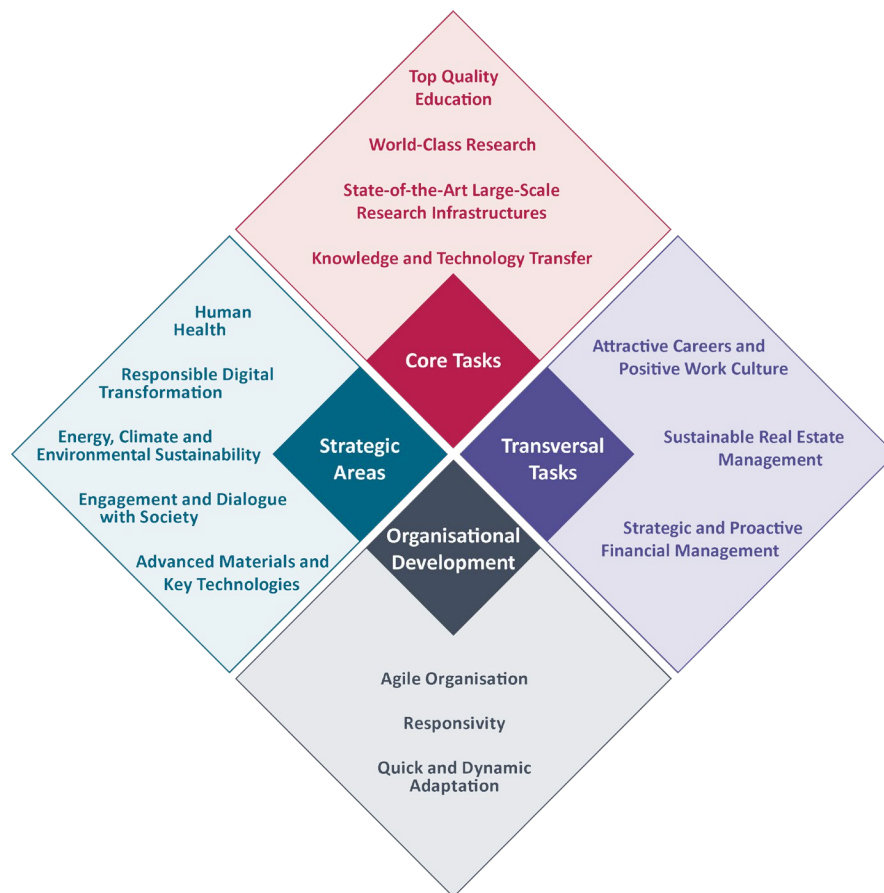 Top Quality
Education
World-Class Research
State-of-the-Art Large-Scale
Research Infrastructures
Knowledge and Technology Transfer
Core Tasks
Human
Health
Responsible Digital
Transformation
Energy, Climate and
Environmental Sustainability
Engagement and Dialogue
with Society
Advanced Materials and
Key Technologies
Strategic
Areas
Transversal
Tasks
Attractive Careers and
Positive Work Culture
Sustainable Real Estate
Management
Strategic and Proactive
Financial Management
Organisational
Development
Agile Organisation
Responsivity
Quick and Dynamic
Adaptation